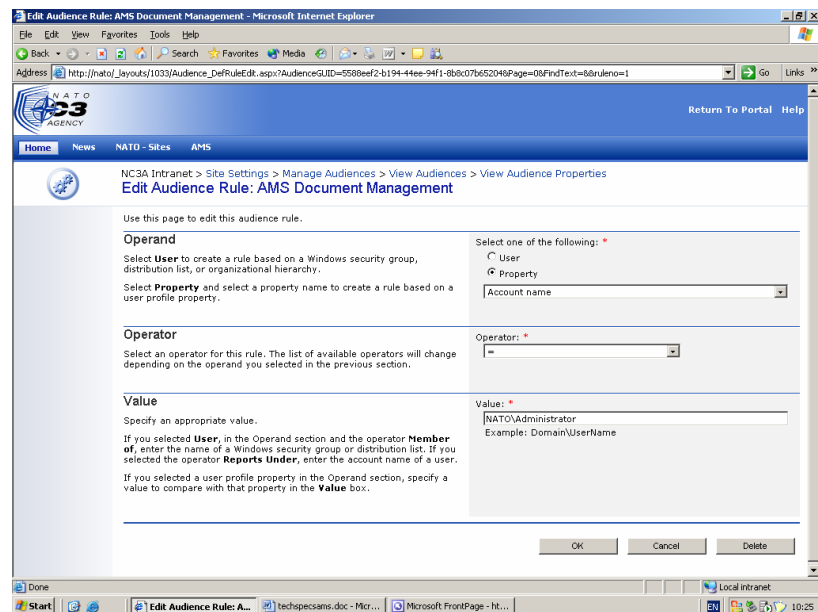 Edit Audience Rule: AMS Document Management - Microsoft Internet Explorer
File Edit View Favorites Tools Help
Back Search Favorites Media
Address http://nato/_layouts/1033/Audience_DefRuleEdit.aspx?AudienceGUID=5588eef2-b194-44ee-94f1-8b8c07b65204&Page=0&FindText=&&ruleno=1 Go Links »
NATO
C3
AGENCY
Return To Portal Help
Home News NATO - Sites AMS
NC3A Intranet > Site Settings > Manage Audiences > View Audiences > View Audience Properties
Edit Audience Rule: AMS Document Management
Use this page to edit this audience rule.
Operand
Select User to create a rule based on a Windows security group,
distribution list, or organizational hierarchy.
Select Property and select a property name to create a rule based on a
user profile property.
Select one of the following: *
User
Property
Account name
Operator
Select an operator for this rule. The list of available operators will change
depending on the operand you selected in the previous section.
Operator: *
=
Value
Specify an appropriate value.
If you selected User, in the Operand section and the operator Member
of, enter the name of a Windows security group or distribution list. If you
selected the operator Reports Under, enter the account name of a user.
If you selected a user profile property in the Operand section, specify a
value to compare with that property in the Value box.
Value: *
NATO\Administrator
Example: Domain\UserName
OK Cancel Delete
Done Local intranet
Start Edit Audience Rule: A... techspecsams.doc - Micr... Microsoft FrontPage - ht... EN 10:25